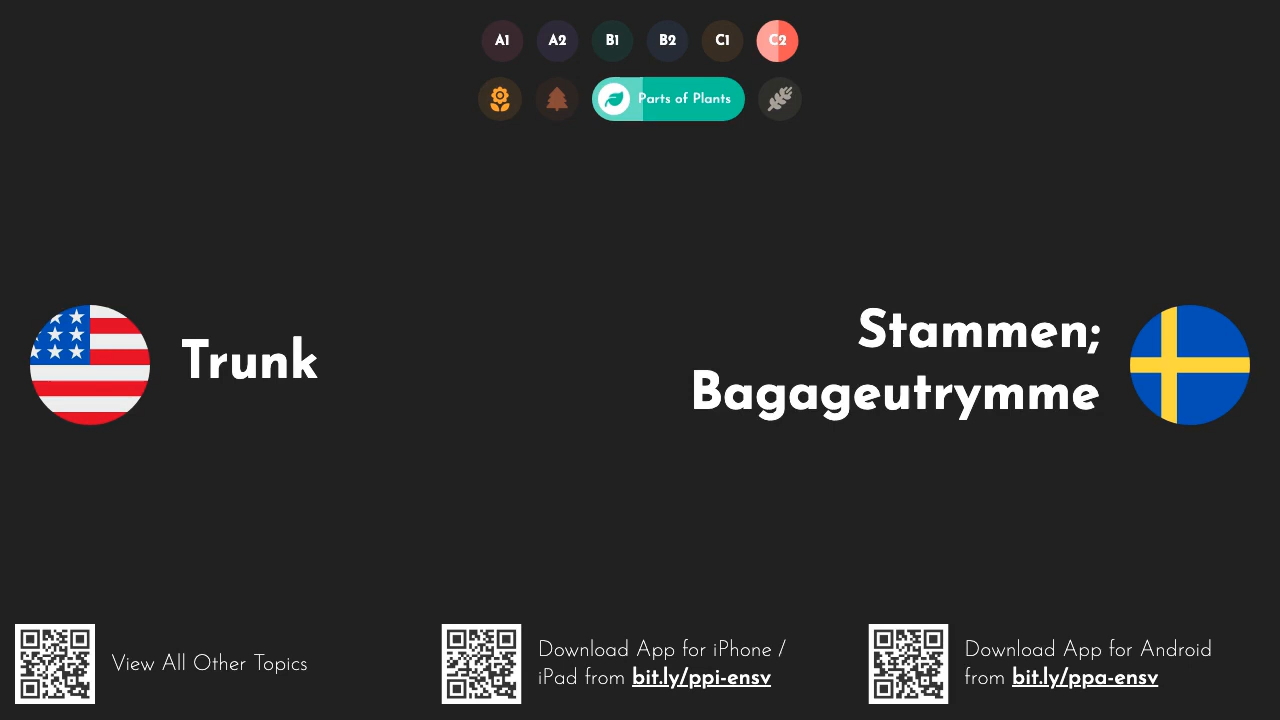 A1 A2 B1 B2 C1 C2
Parts of Plants
Trunk
Stammen;
Bagageutrymme
View All Other Topics
Download App for iPhone /
iPad from bit.ly/ppi-ensv
Download App for Android
from bit.ly/ppa-ensv